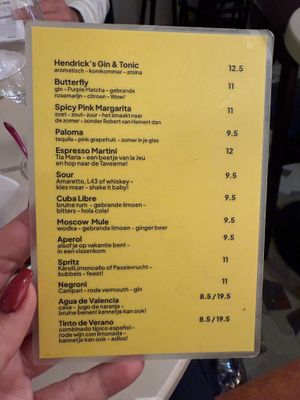 Hendrick's Gin & Tonic 12.5
aromatisch - komkommer - atsina
Butterfly 11
gin - Purple Matcha - gebranda
rosemarijn - citroen - Wow!
Spicy Pink Margarita 11
zoet - zout - zuur - het smaakt naar
de zomer - zonder Robert van Hemert dan
Paloma 9.5
tequila - pink grapefruit - zomer in je glas
Espresso Martini 12
Tia Maria - een beetje van la Jeu
en hop naar de Taveerne!
Sour 9.5
Amaretto, L43 of whiskey -
kies maar - shake it baby!
Cuba Libre 9.5
bruine rum - gebrande limoen -
bitters - hola cola!
Moscow Mule 9.5
wodka - gebrande limoen - ginger beer
Aperol 9.5
alsof je op vakantie bent -
in een vissenkom
Spritz 11
Karoli Limoncello of Passievrucht -
bubbels - feest!
Negroni 11
Campari - rode vermouth - gin
Agua de Valencia 8.5 / 19.5
cava - jugo de naranja -
bruine benen! kannetje kan ook!
Tinto de Verano 8.5 / 19.5
combinado típico español -
rode wijn con limonada -
kannetje kan ook - adios!